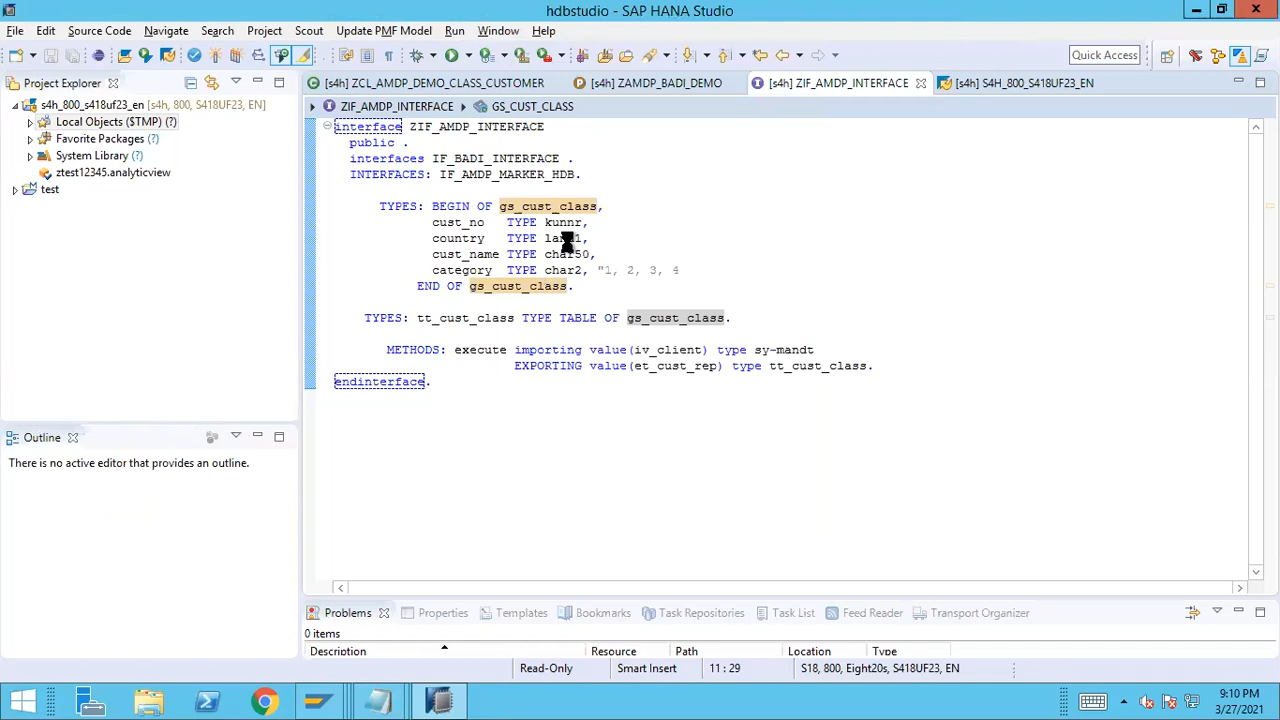 hdbstudio - SAP HANA Studio
File Edit Source Code Navigate Search Project Scout Update PMF Model Run Window Help
Quick Access
Project Explorer
[s4h] ZCL_AMDP_DEMO_CLASS_CUSTOMER [s4h] ZAMDP_BADI_DEMO [s4h] ZIF_AMDP_INTERFACE [s4h] S4H_800_S418UF23_EN
s4h_800_s418uf23_en [s4h, 800, S418UF23, EN]
Local Objects ($TMP) (?)
Favorite Packages (?)
System Library (?)
ztest12345.analyticview
test
ZIF_AMDP_INTERFACE GS_CUST_CLASS
interface ZIF_AMDP_INTERFACE
public .
interfaces IF_BADI_INTERFACE .
INTERFACES: IF_AMDP_MARKER_HDB.
TYPES: BEGIN OF gs_cust_class,
cust_no TYPE kunnr,
country TYPE
cust_name TYPE char50,
category TYPE char2, "1, 2, 3, 4
END OF gs_cust_class.
TYPES: tt_cust_class TYPE TABLE OF gs_cust_class.
METHODS: execute importing value(iv_client) type sy-mandt
EXPORTING value(et_cust_rep) type tt_cust_class.
endinterface.
Outline
There is no active editor that provides an outline.
Problems Properties Templates Bookmarks Task Repositories Task List Feed Reader Transport Organizer
0 items
Description Resource Path Location Type
Read-Only Smart Insert 11 : 29 S18, 800, Eight20s, S418UF23, EN
9:10 PM
3/27/2021